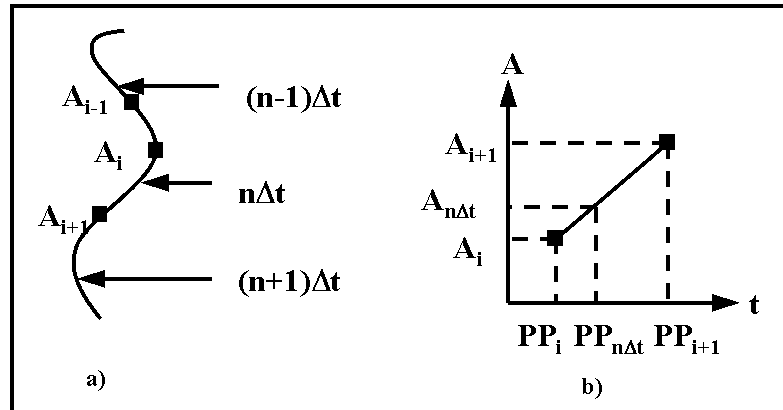 A_{i-1}
(n-1)Δt
A_i
nΔt
A_{i+1}
(n+1)Δt
a)
A
A_{i+1}
A_{nΔt}
A_i
t
PP_i PP_{nΔt} PP_{i+1}
b)